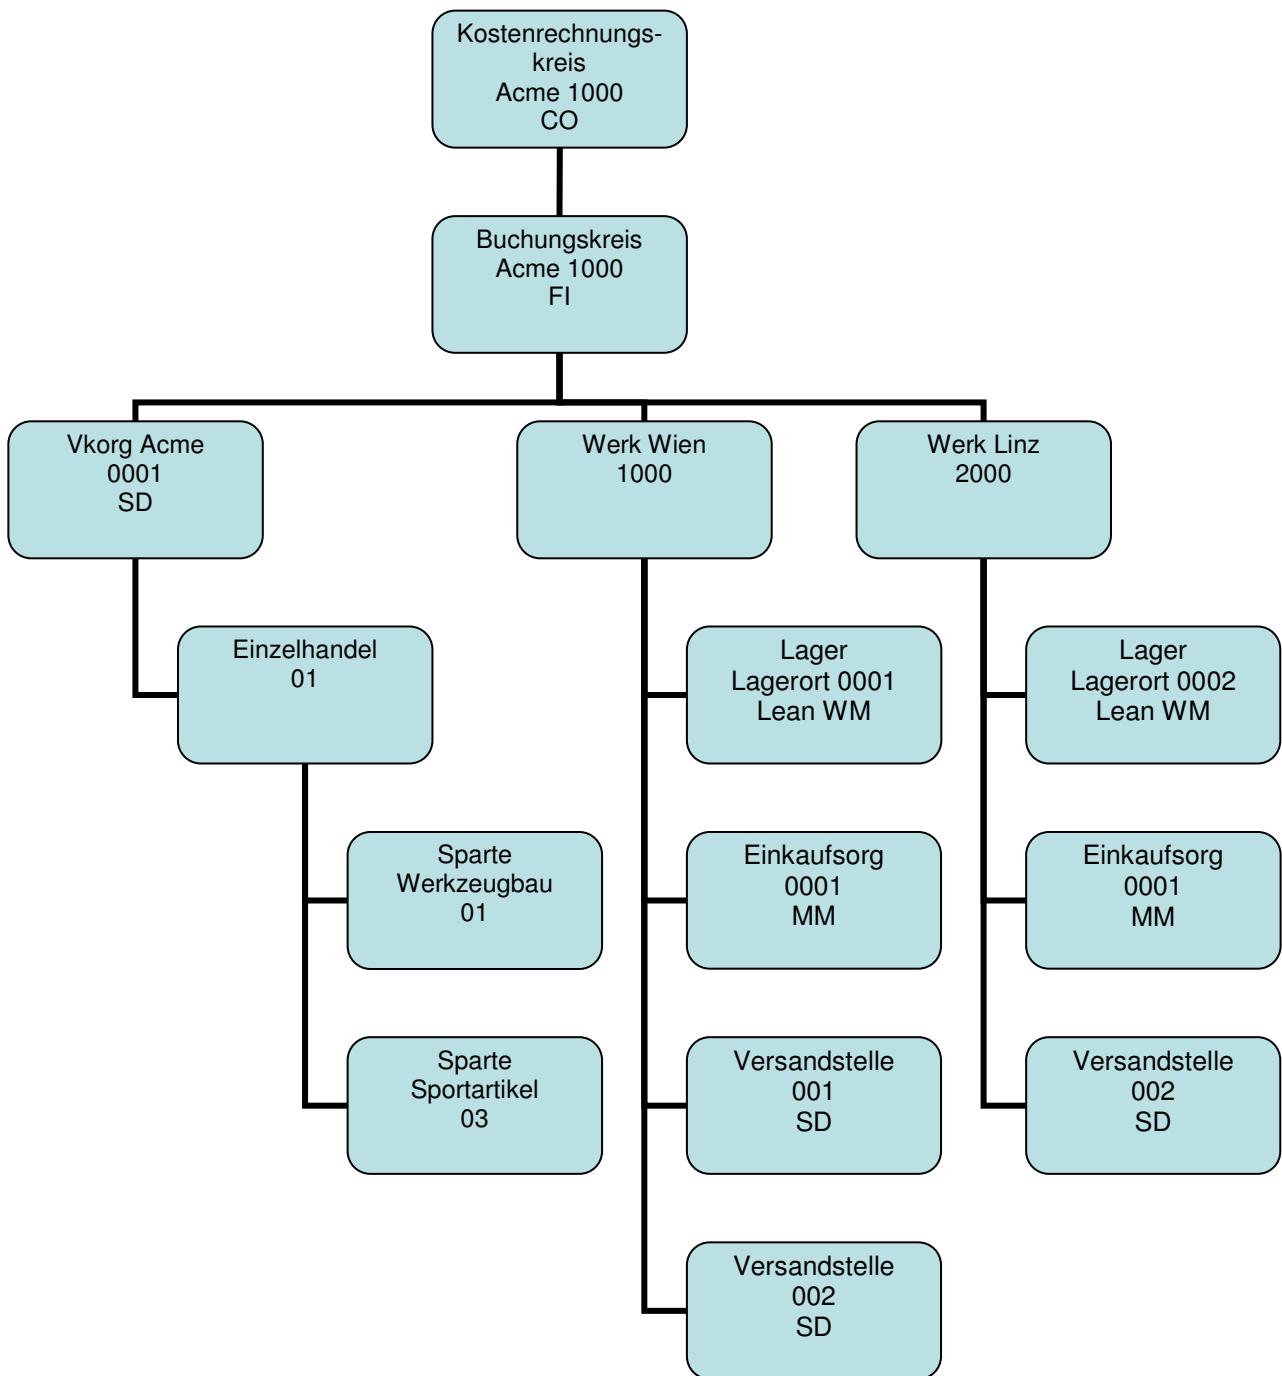 Kostenrechnungs-
kreis
Acme 1000
CO
Buchungskreis
Acme 1000
FI
Vkorg Acme
0001
SD
Werk Wien
1000
Werk Linz
2000
Einzelhandel
01
Lager
Lagerort 0001
Lean WM
Lager
Lagerort 0002
Lean WM
Sparte
Werkzeugbau
01
Einkaufsorg
0001
MM
Einkaufsorg
0001
MM
Sparte
Sportartikel
03
Versandstelle
001
SD
Versandstelle
002
SD
Versandstelle
002
SD